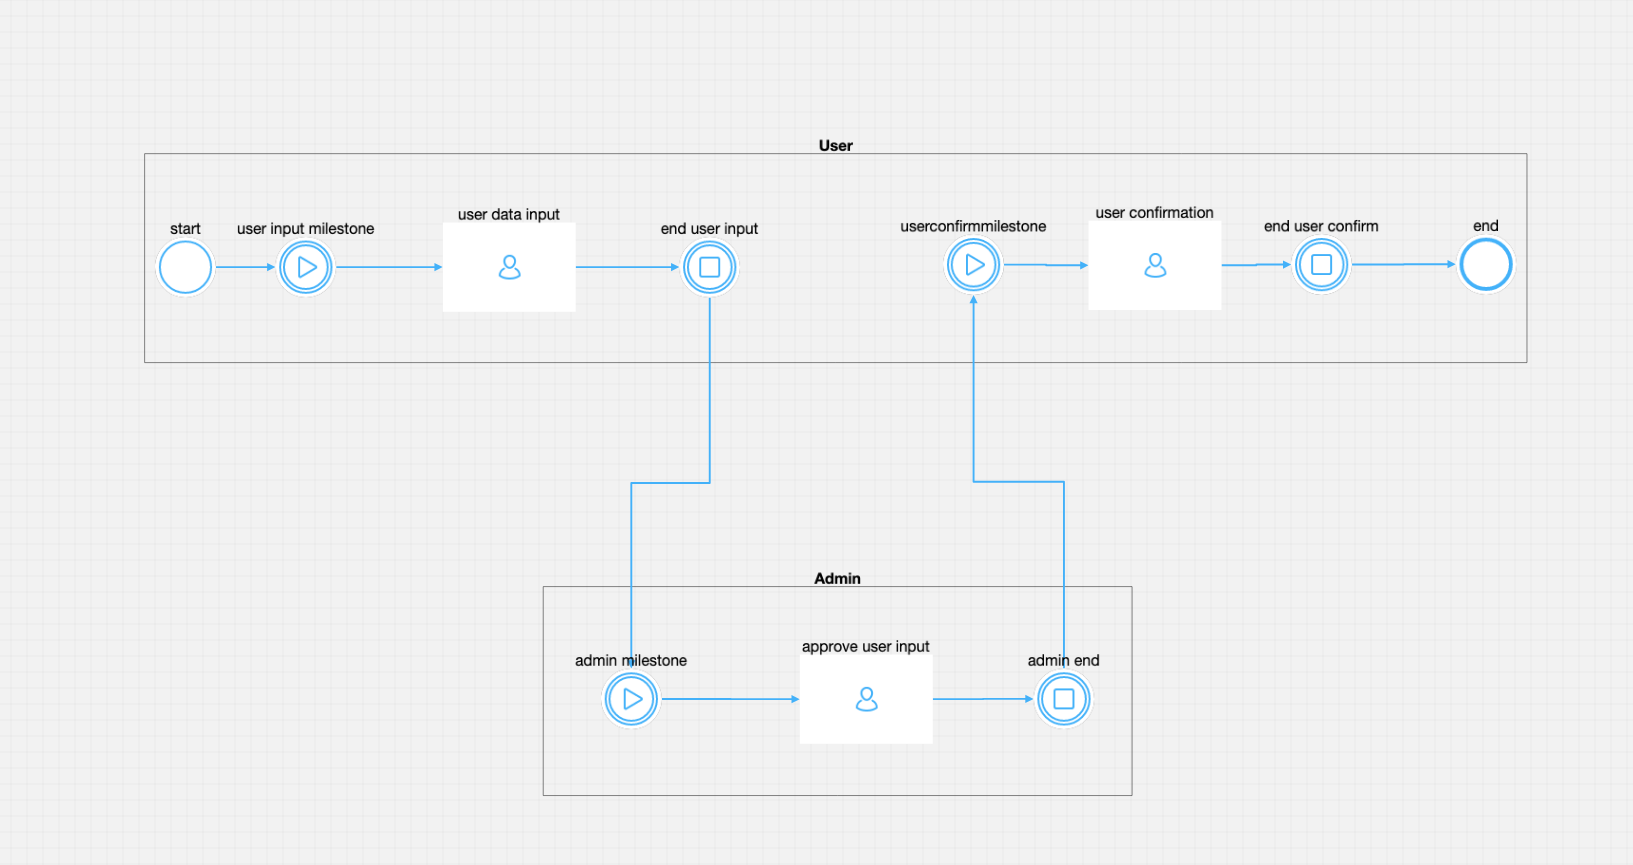 User
start
user input milestone
user data input
end user input
userconfirmmilestone
user confirmation
end user confirm
end
Admin
admin milestone
approve user input
admin end